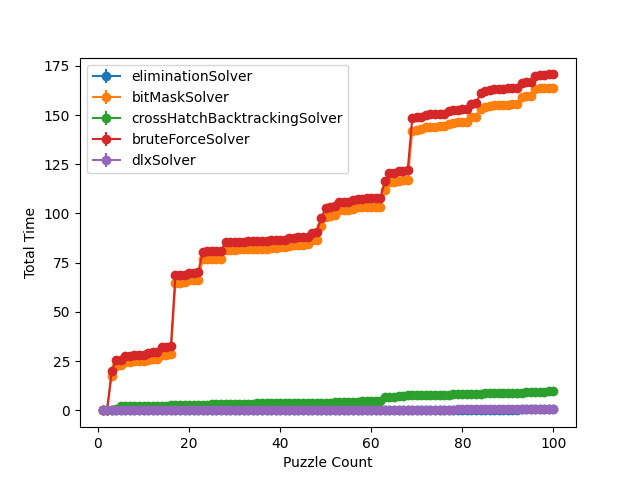 eliminationSolver
bitMaskSolver
crossHatchBacktrackingSolver
bruteForceSolver
dlxSolver
175
150
125
100
75
50
25
0
Total Time
0 20 40 60 80 100
Puzzle Count